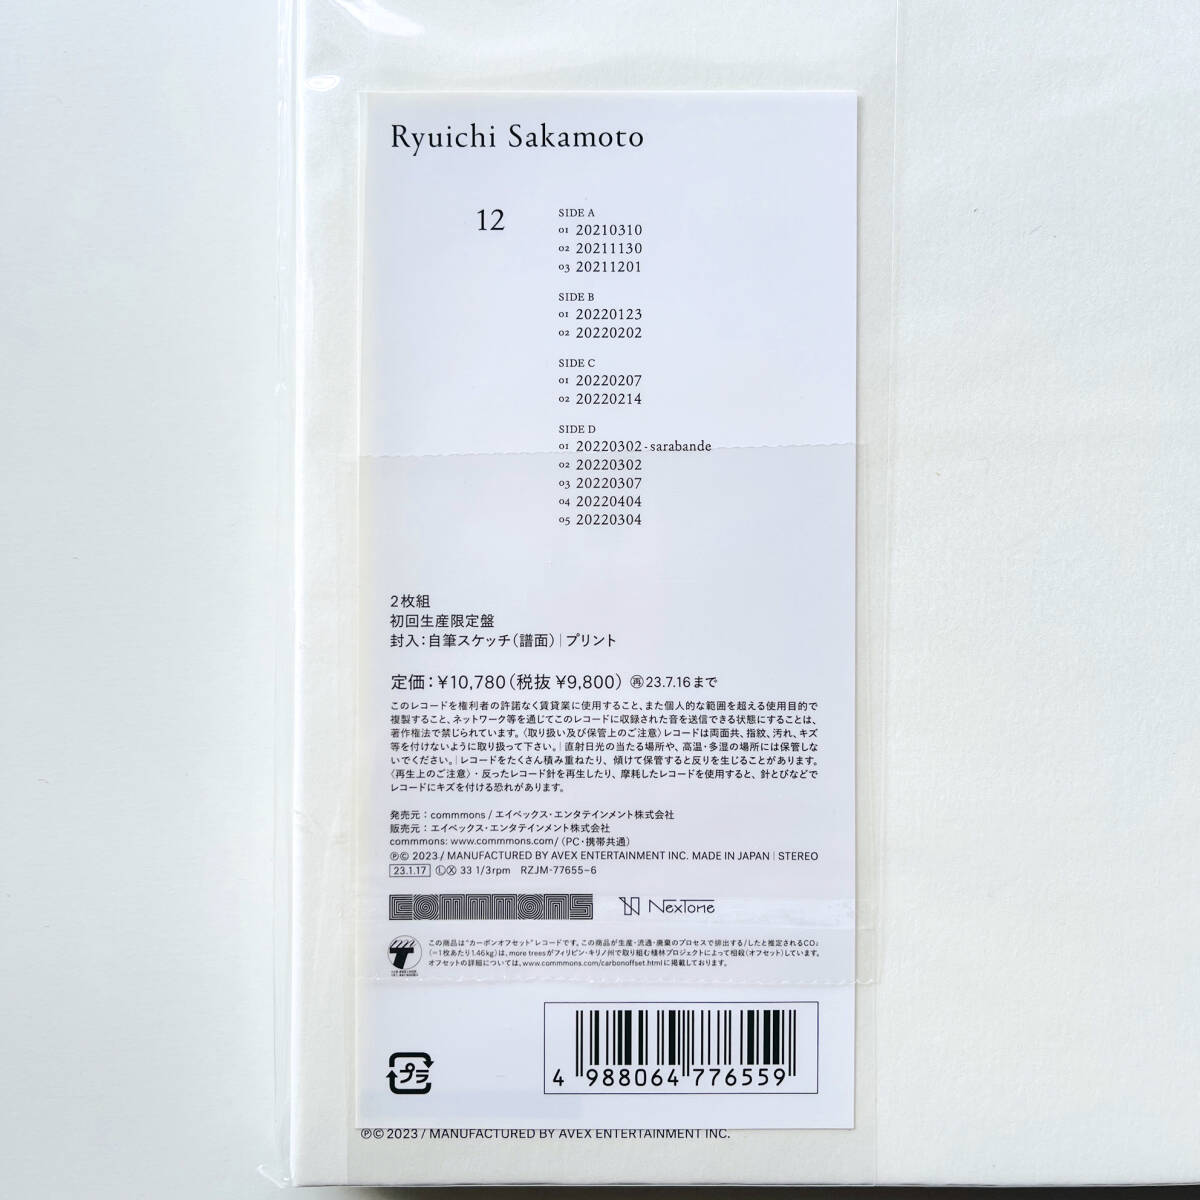 Ryuichi Sakamoto
12
SIDE A
01 20210310
02 20211130
03 20211201
SIDE B
01 20220123
02 20220202
SIDE C
01 20220207
02 20220214
SIDE D
01 20220302 - sarabande
02 20220302
03 20220307
04 20220404
05 20220304
2枚組
初回生産限定盤
封入：自筆スケッチ（譜面）| プリント
定価：¥10,780（税抜 ¥9,800）㊢23.7.16まで
このレコードを権利者の許諾なく賃貸業に使用すること、また個人的な範囲を超える使用目的で
複製すること、ネットワーク等を通じてこのレコードに収録された音を送信できる状態にすることは、
著作権法で禁じられています。〈取り扱い及び保管上のご注意〉レコードは両面共、指紋、汚れ、キズ
等を付けないように取り扱って下さい。| 直射日光の当たる場所や、高温・多湿の場所には保管しな
いでください。| レコードをたくさん積み重ねたり、傾けて保管すると反りを生じることがあります。
〈再生上のご注意〉・反ったレコード針を再生したり、摩耗したレコードを使用すると、針とびなどで
レコードにキズを付ける恐れがあります。
発売元：commmons / エイベックス・エンタテインメント株式会社
販売元：エイベックス・エンタテインメント株式会社
commmons: www.commmons.com/（PC・携帯共通）
℗© 2023 / MANUFACTURED BY AVEX ENTERTAINMENT INC. MADE IN JAPAN | STEREO
23.1.17 ⓁⓍ 33 1/3rpm RZJM-77655~6
commmons NexTone
この商品は"カーボンオフセット"レコードです。この商品が生産・流通・廃棄のプロセスで排出する/したと推定されるCO₂
（=1枚あたり1.46kg）は、more treesがフィリピン・キリノ州で取り組む植林プロジェクトによって相殺（オフセット）しています。
オフセットの詳細については、www.commmons.com/carbonoffset.htmlに掲載しております。
プラ
4 988064 776559
℗© 2023 / MANUFACTURED BY AVEX ENTERTAINMENT INC.